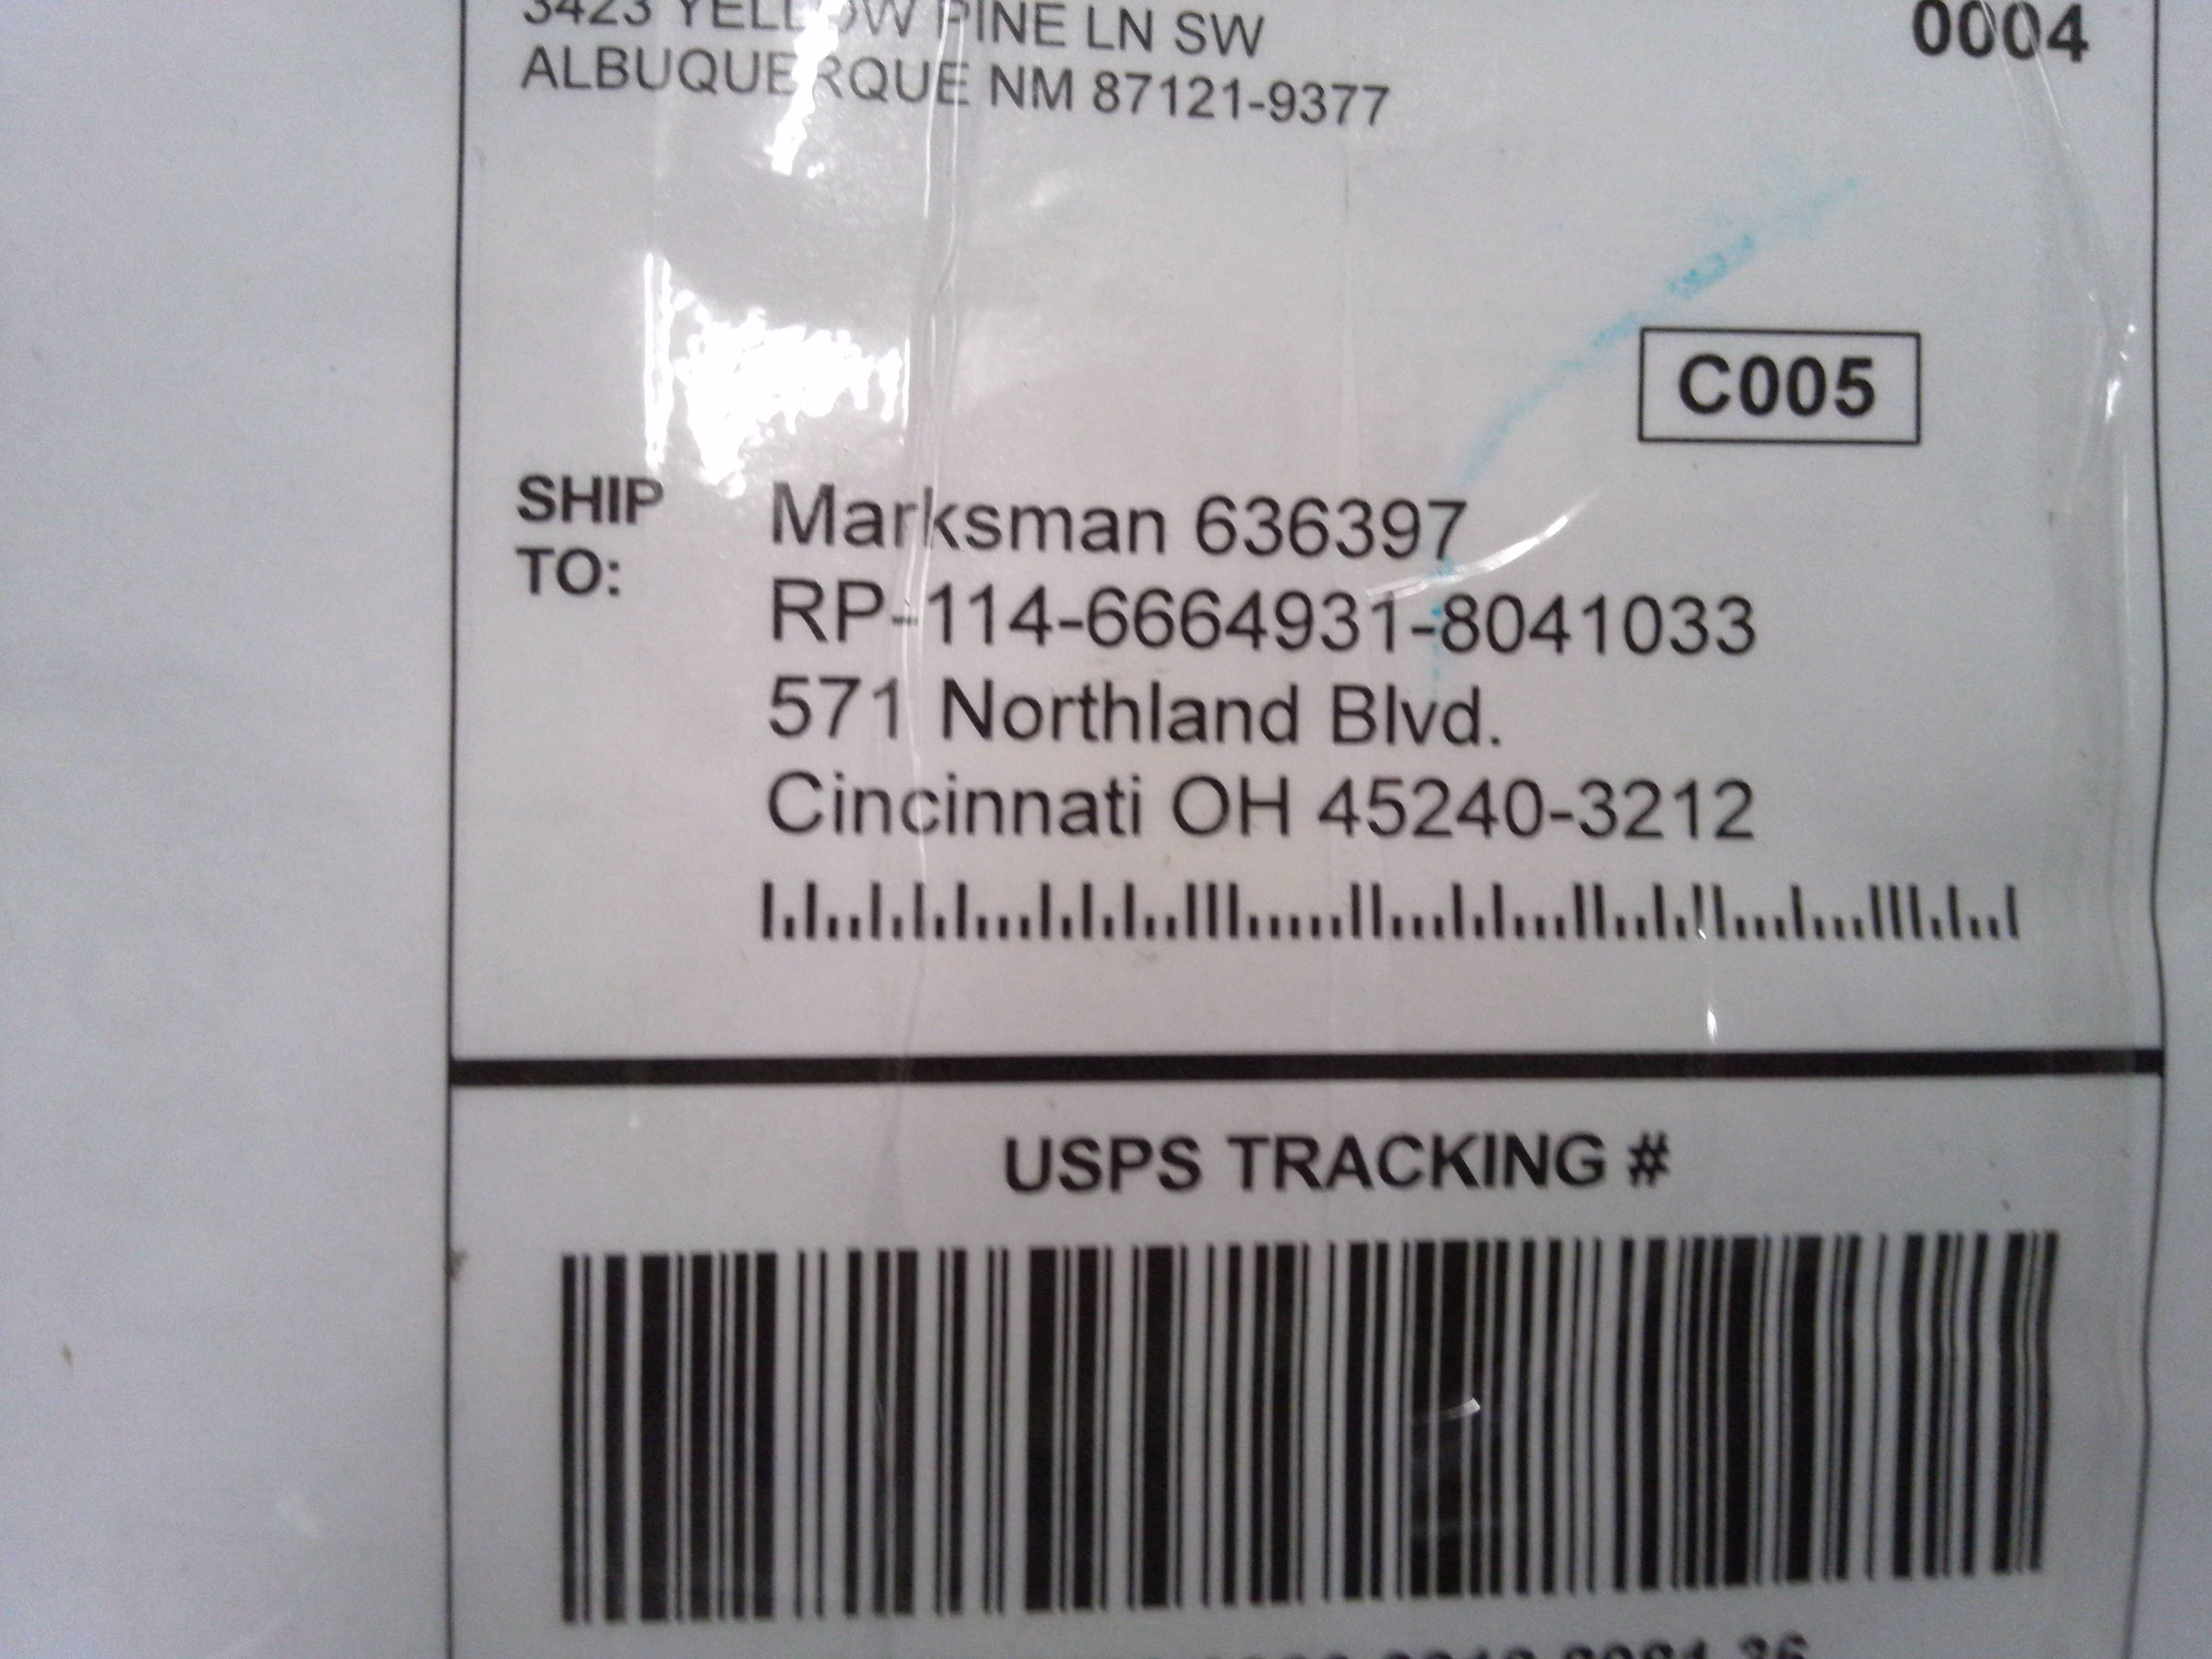 3423 YELLOW PINE LN SW
ALBUQUERQUE NM 87121-9377
0004
C005
SHIP TO:
Marksman 636397
RP-114-6664931-8041033
571 Northland Blvd.
Cincinnati OH 45240-3212
USPS TRACKING #